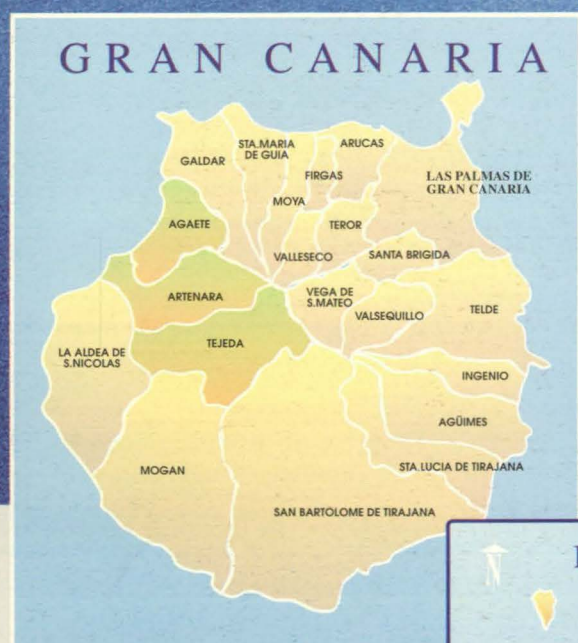 GRAN CANARIA
STA.MARIA
DE GUIA
ARUCAS
GALDAR
FIRGAS
LAS PALMAS DE
GRAN CANARIA
MOYA
AGAETE
TEROR
VALLESECO
SANTA BRIGIDA
ARTENARA
VEGA DE
S.MATEO
VALSEQUILLO
TELDE
TEJEDA
LA ALDEA DE
S.NICOLAS
INGENIO
AGÜIMES
MOGAN
STA.LUCIA DE TIRAJANA
SAN BARTOLOME DE TIRAJANA
N